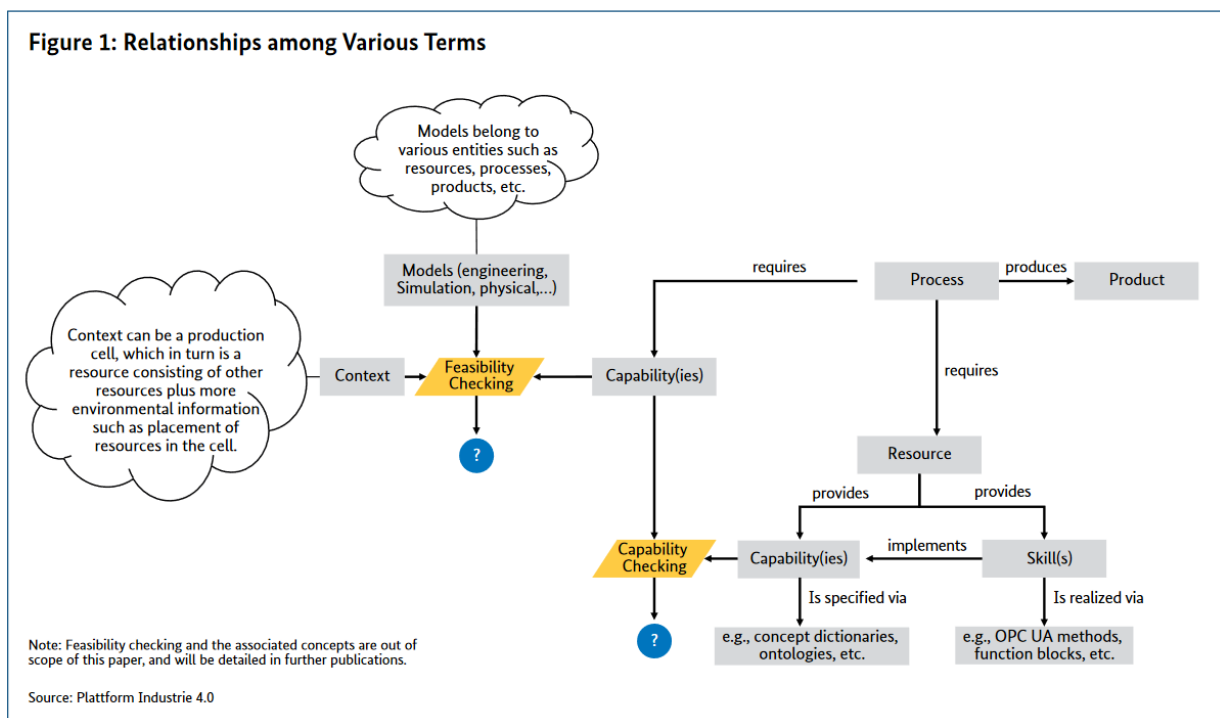 Figure 1: Relationships among Various Terms
Models belong to
various entities such as
resources, processes,
products, etc.
Models (engineering,
Simulation, physical,...)
requires
Process
produces
Product
Context can be a production
cell, which in turn is a
resource consisting of other
resources plus more
environmental information
such as placement of
resources in the cell.
Context
Feasibility
Checking
Capability(ies)
requires
?
Resource
provides
provides
Capability
Checking
Capability(ies)
implements
Skill(s)
Is specified via
Is realized via
?
e.g., concept dictionaries,
ontologies, etc.
e.g., OPC UA methods,
function blocks, etc.
Note: Feasibility checking and the associated concepts are out of
scope of this paper, and will be detailed in further publications.
Source: Plattform Industrie 4.0